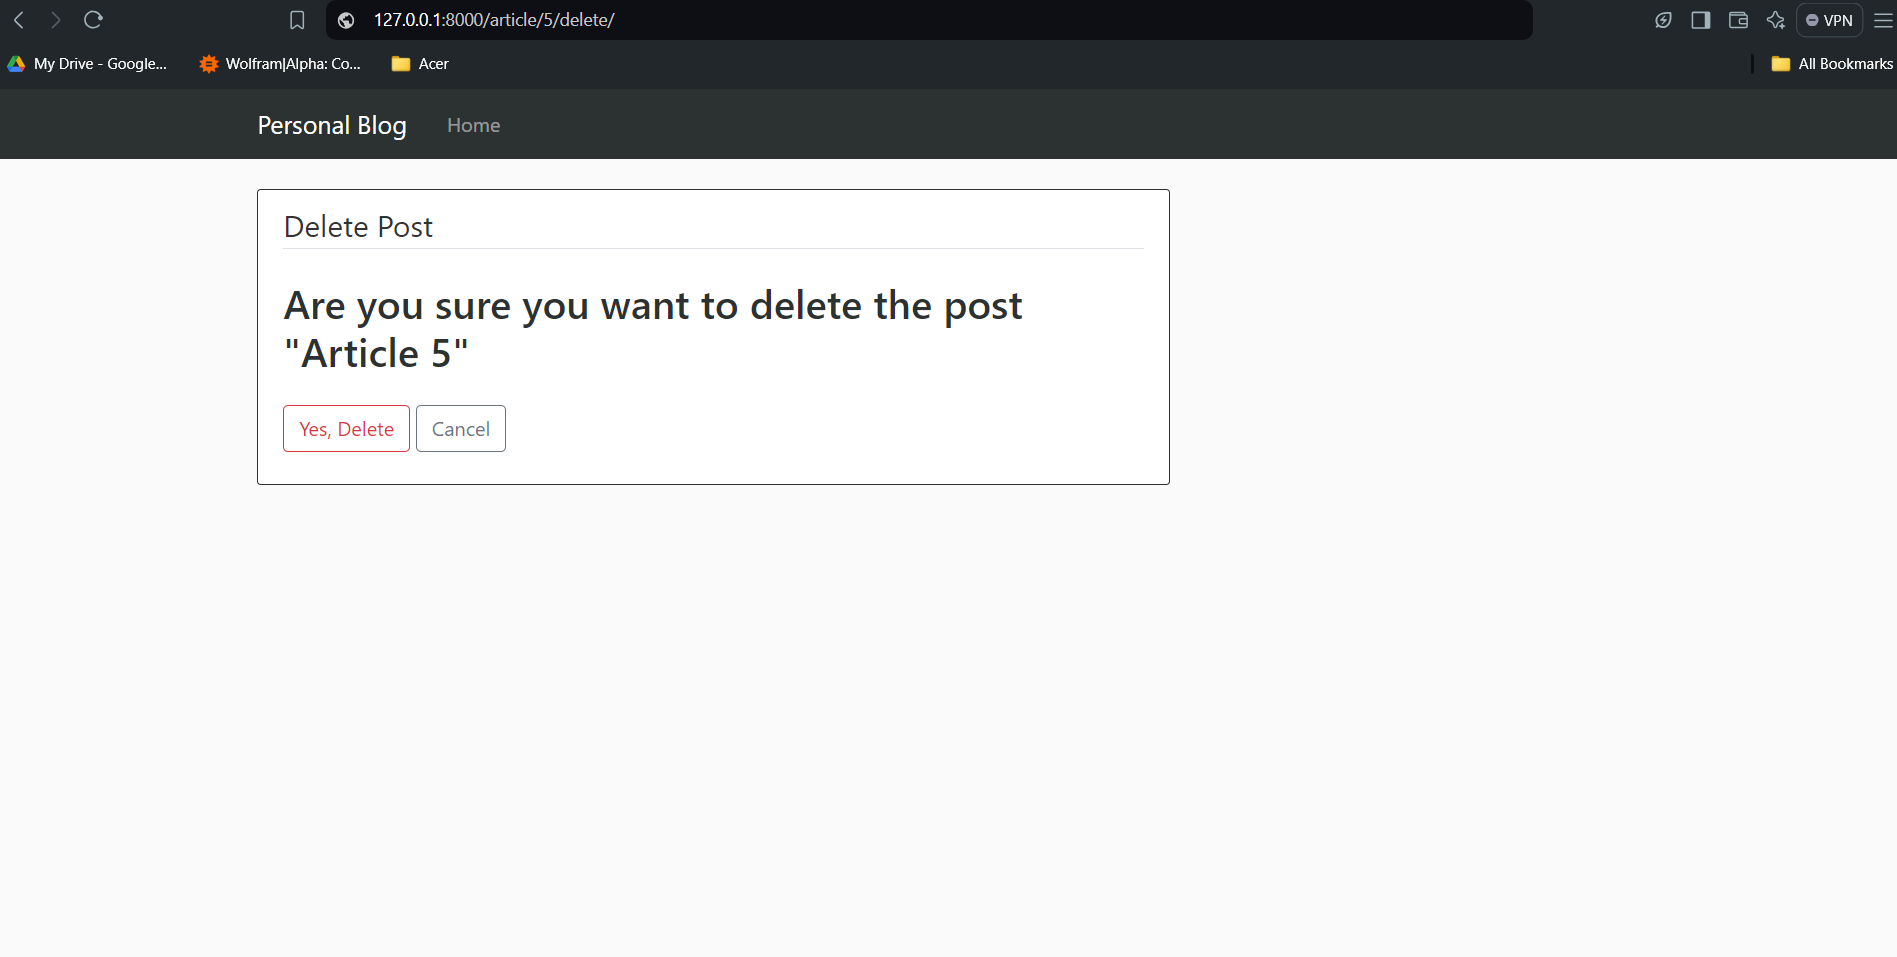 127.0.0.1:8000/article/5/delete/
VPN
My Drive - Google...
Wolfram|Alpha: Co...
Acer
All Bookmarks
Personal Blog
Home
Delete Post
Are you sure you want to delete the post
"Article 5"
Yes, Delete
Cancel